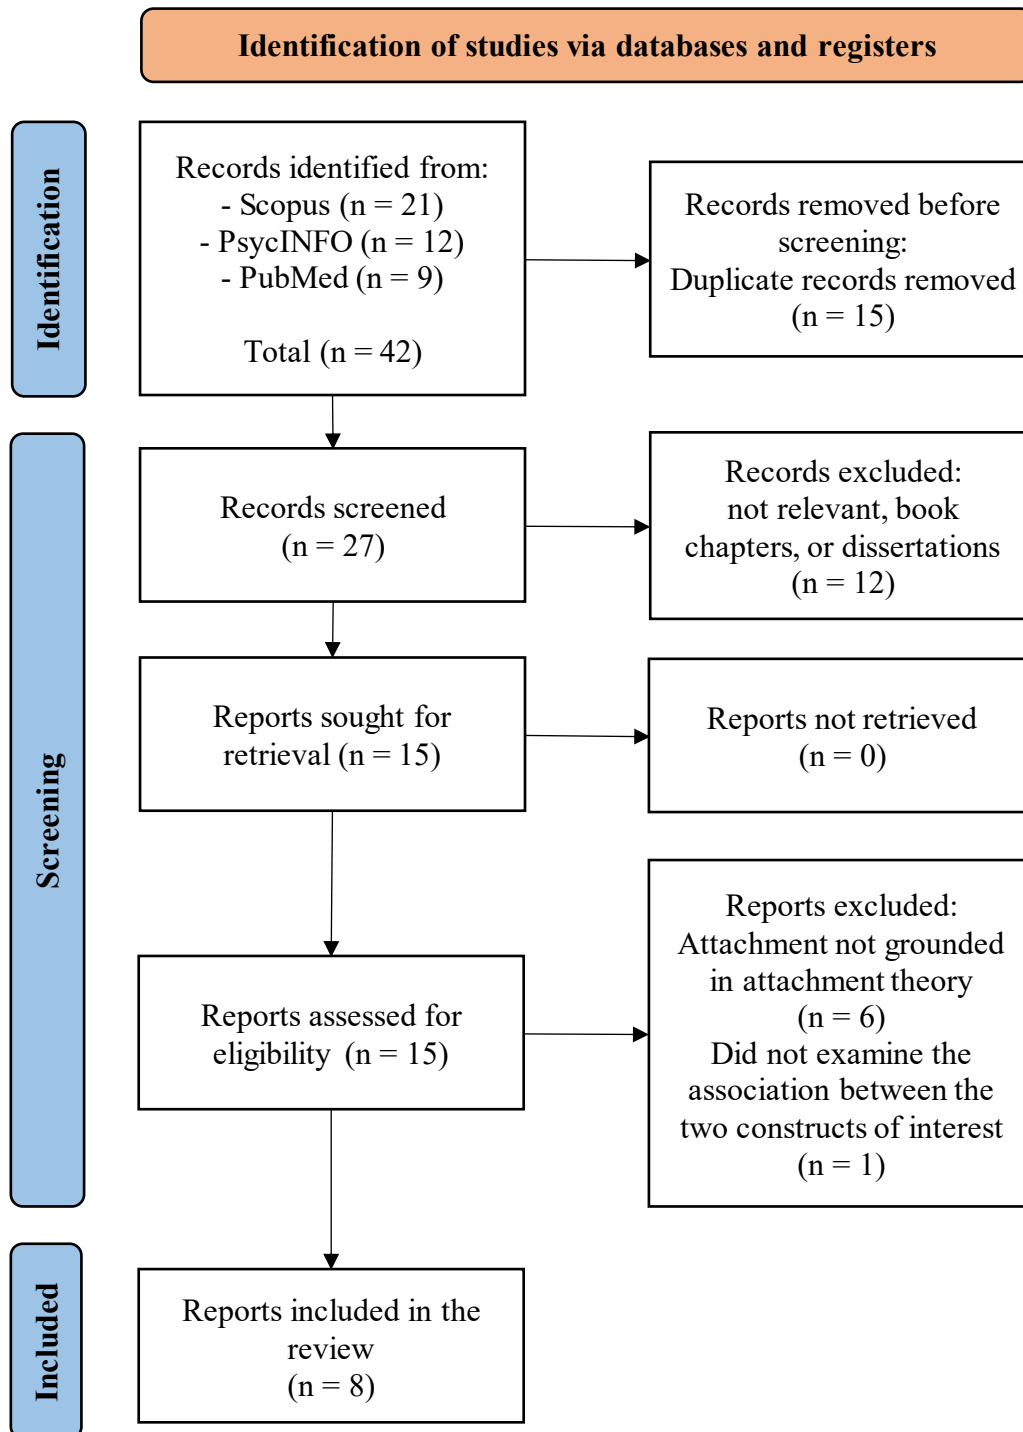 Identification of studies via databases and registers
Identification
Records identified from:
- Scopus (n = 21)
- PsycINFO (n = 12)
- PubMed (n = 9)
Total (n = 42)
Records removed before
screening:
Duplicate records removed
(n = 15)
Screening
Records screened
(n = 27)
Records excluded:
not relevant, book
chapters, or dissertations
(n = 12)
Reports sought for
retrieval (n = 15)
Reports not retrieved
(n = 0)
Reports assessed for
eligibility (n = 15)
Reports excluded:
Attachment not grounded
in attachment theory
(n = 6)
Did not examine the
association between the
two constructs of interest
(n = 1)
Included
Reports included in the
review
(n = 8)